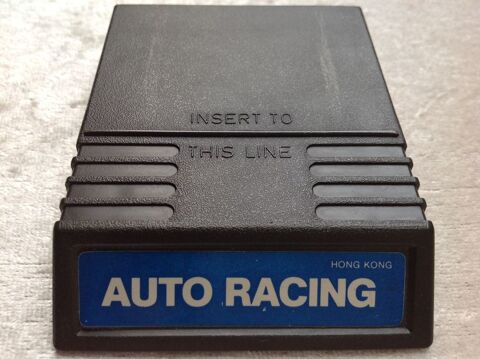 INSERT TO
THIS LINE
HONG KONG
AUTO RACING